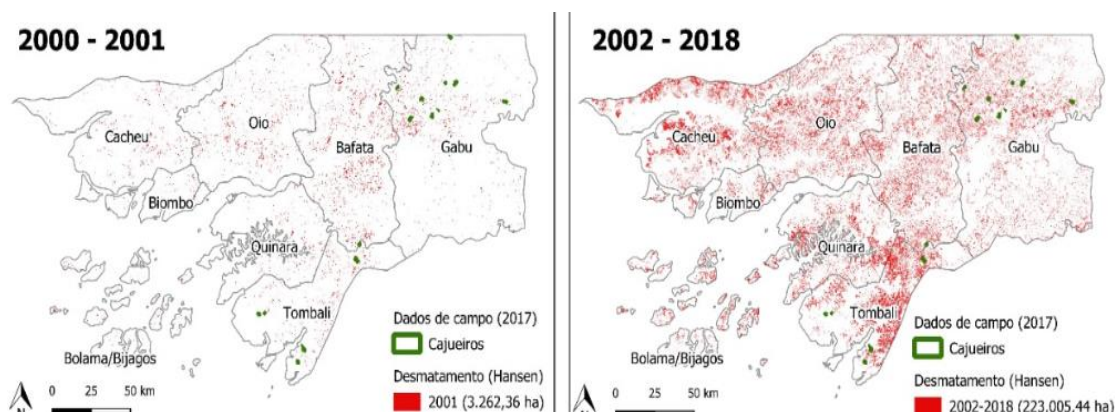 2000 - 2001
Oio
Cacheu
Bafata
Gabu
Biombo
Quinara
Tombali
Bolama/Bijagos
Dados de campo (2017)
Cajueiros
Desmatamento (Hansen)
2001 (3.262,36 ha)
0 25 50 km
N
2002 - 2018
Oio
Cacheu
Bafata
Gabu
Biombo
Quinara
Tombali
Bolama/Bijagos
Dados de campo (2017)
Cajueiros
Desmatamento (Hansen)
2002-2018 (223.005,44 ha)
0 25 50 km
N